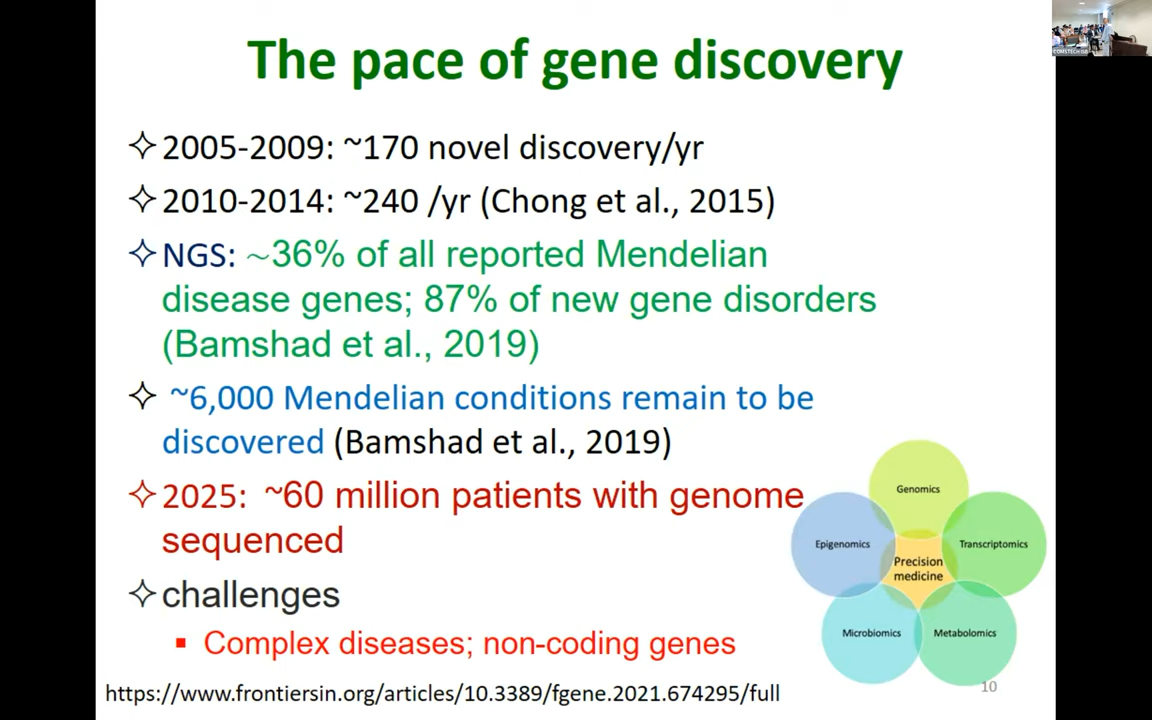 The pace of gene discovery
✧2005-2009: ~170 novel discovery/yr
✧2010-2014: ~240 /yr (Chong et al., 2015)
✧NGS: ~36% of all reported Mendelian
disease genes; 87% of new gene disorders
(Bamshad et al., 2019)
✧ ~6,000 Mendelian conditions remain to be
discovered (Bamshad et al., 2019)
✧2025: ~60 million patients with genome
sequenced
✧challenges
▪ Complex diseases; non-coding genes
https://www.frontiersin.org/articles/10.3389/fgene.2021.674295/full
Genomics
Epigenomics
Transcriptomics
Precision
medicine
Microbiomics
Metabolomics
10
COMSTECH ISB